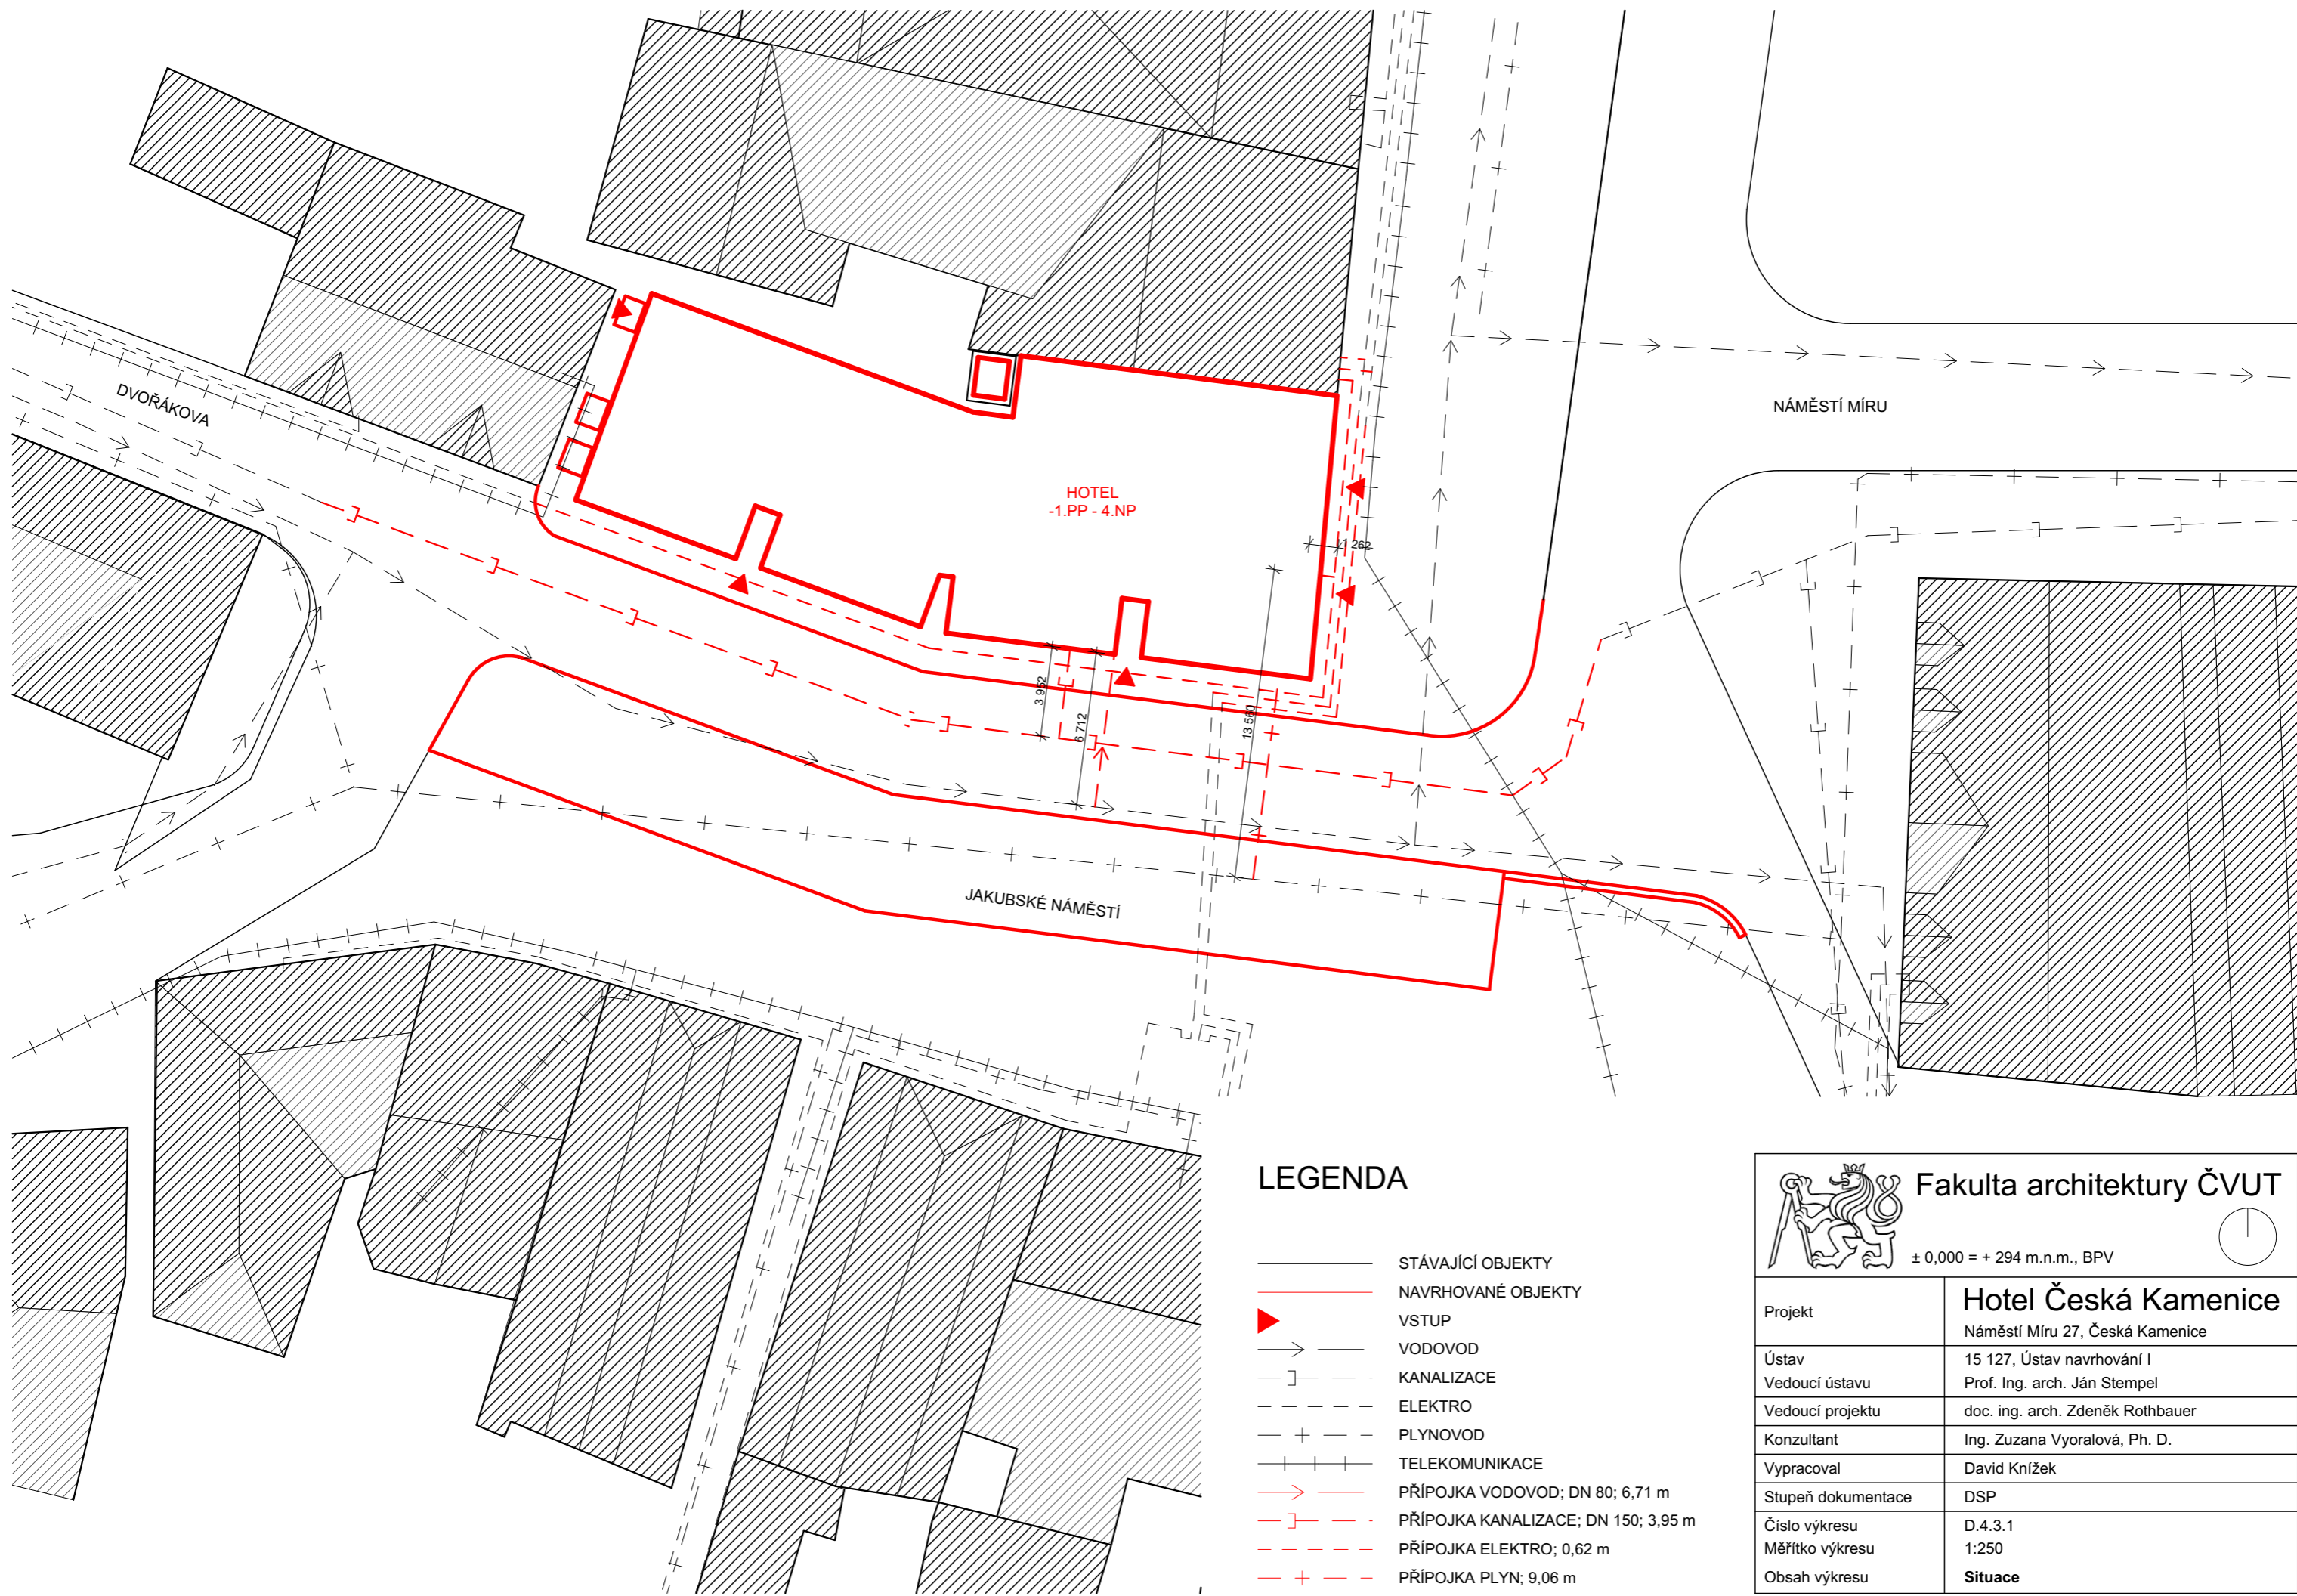 DVOŘÁKOVA
NÁMĚSTÍ MÍRU
HOTEL
-1.PP - 4.NP
1 262
3 952
6 712
13 560
JAKUBSKÉ NÁMĚSTÍ
LEGENDA
STÁVAJÍCÍ OBJEKTY
NAVRHOVANÉ OBJEKTY
VSTUP
VODOVOD
KANALIZACE
ELEKTRO
PLYNOVOD
TELEKOMUNIKACE
PŘÍPOJKA VODOVOD; DN 80; 6,71 m
PŘÍPOJKA KANALIZACE; DN 150; 3,95 m
PŘÍPOJKA ELEKTRO; 0,62 m
PŘÍPOJKA PLYN; 9,06 m
Fakulta architektury ČVUT
± 0,000 = + 294 m.n.m., BPV
Projekt
Hotel Česká Kamenice
Náměstí Míru 27, Česká Kamenice
Ústav 15 127, Ústav navrhování I
Vedoucí ústavu Prof. Ing. arch. Ján Stempel
Vedoucí projektu doc. ing. arch. Zdeněk Rothbauer
Konzultant Ing. Zuzana Vyoralová, Ph. D.
Vypracoval David Knížek
Stupeň dokumentace DSP
Číslo výkresu D.4.3.1
Měřítko výkresu 1:250
Obsah výkresu Situace